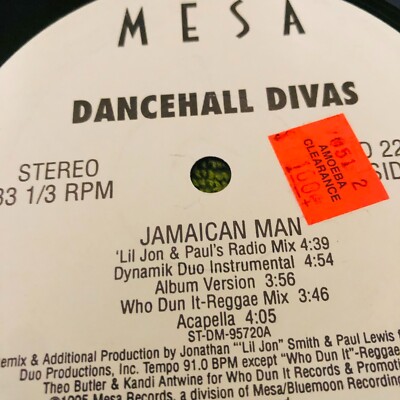 MESA
DANCEHALL DIVAS
STEREO
33 1/3 RPM
AMOEBA
CLEARANCE
JAMAICAN MAN
'Lil Jon & Paul's Radio Mix 4:39
Dynamik Duo Instrumental 4:54
Album Version 3:56
Who Dun It-Reggae Mix 3:46
Acapella 4:05
ST-DM-95720A
emix & Additional Production by Jonathan "'Lil Jon" Smith & Paul Lewis f
Duo Productions, Inc. Tempo 91.0 BPM except "Who Dun It"-Reggae
Theo Butler & Kandi Antwine for Who Dun It Records & Promotio
1995 Mesa Records, a division of Mesa/Bluemoon Recording